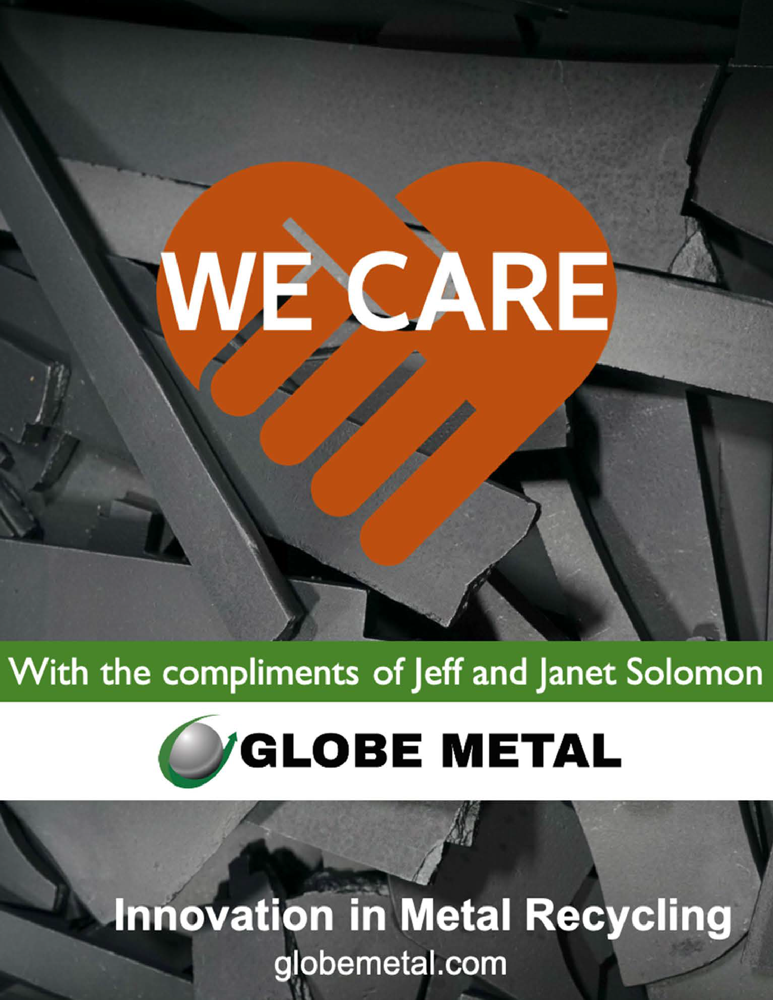 WE CARE
With the compliments of Jeff and Janet Solomon
GLOBE METAL
Innovation in Metal Recycling
globemetal.com